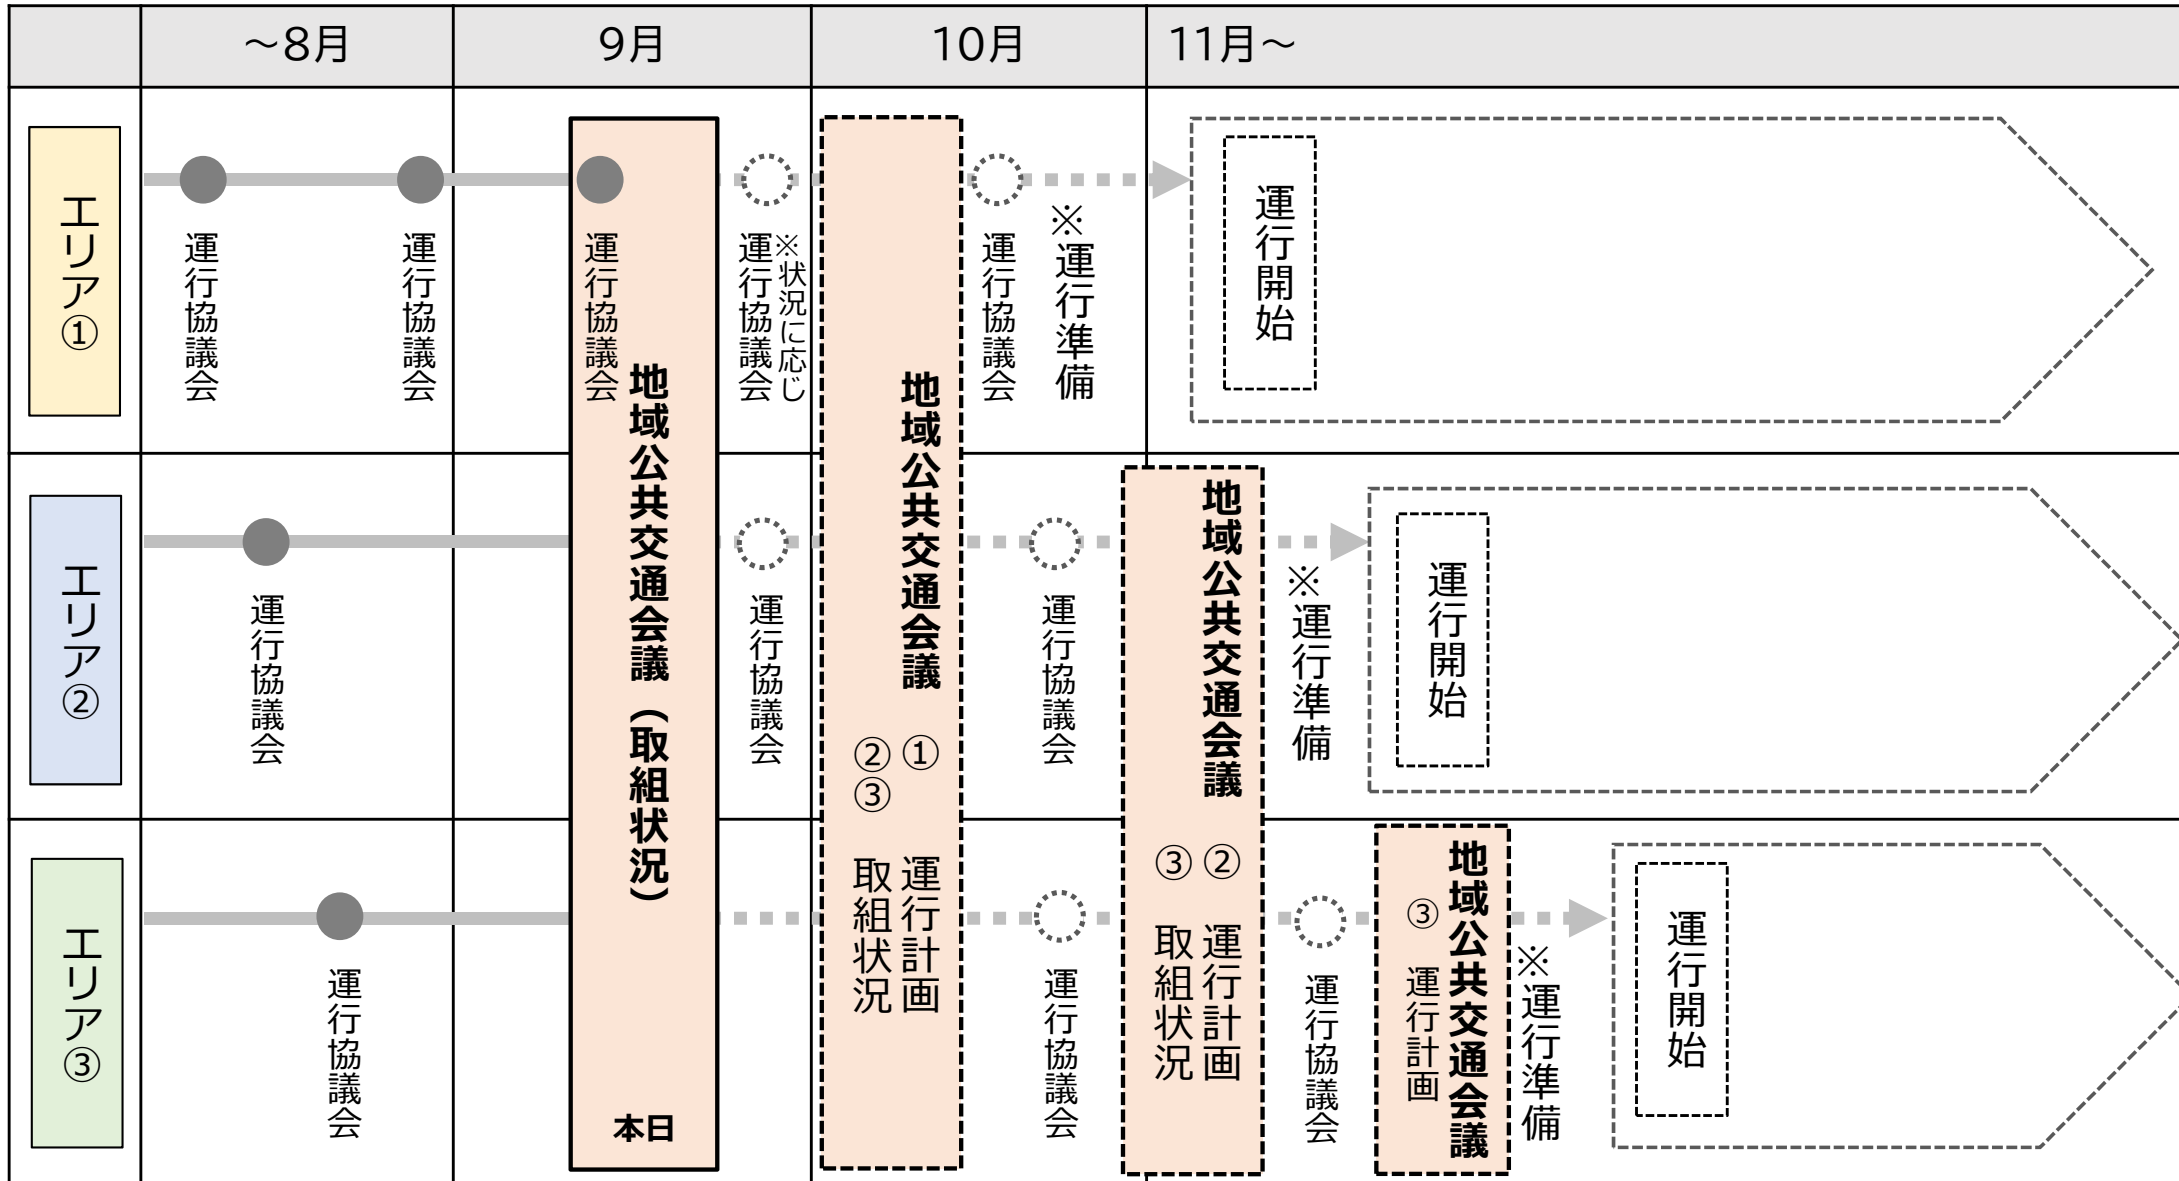 ～8月
9月
10月
11月～
エリア①
運行協議会
運行協議会
運行協議会
運行協議会
※状況に応じ
運行協議会
※運行準備
運行開始
地域公共交通会議（取組状況）
本日
地域公共交通会議
① 運行計画
②③ 取組状況
エリア②
運行協議会
運行協議会
運行協議会
地域公共交通会議
② 運行計画
③ 取組状況
※運行準備
運行開始
エリア③
運行協議会
運行協議会
運行協議会
地域公共交通会議
③ 運行計画
※運行準備
運行開始